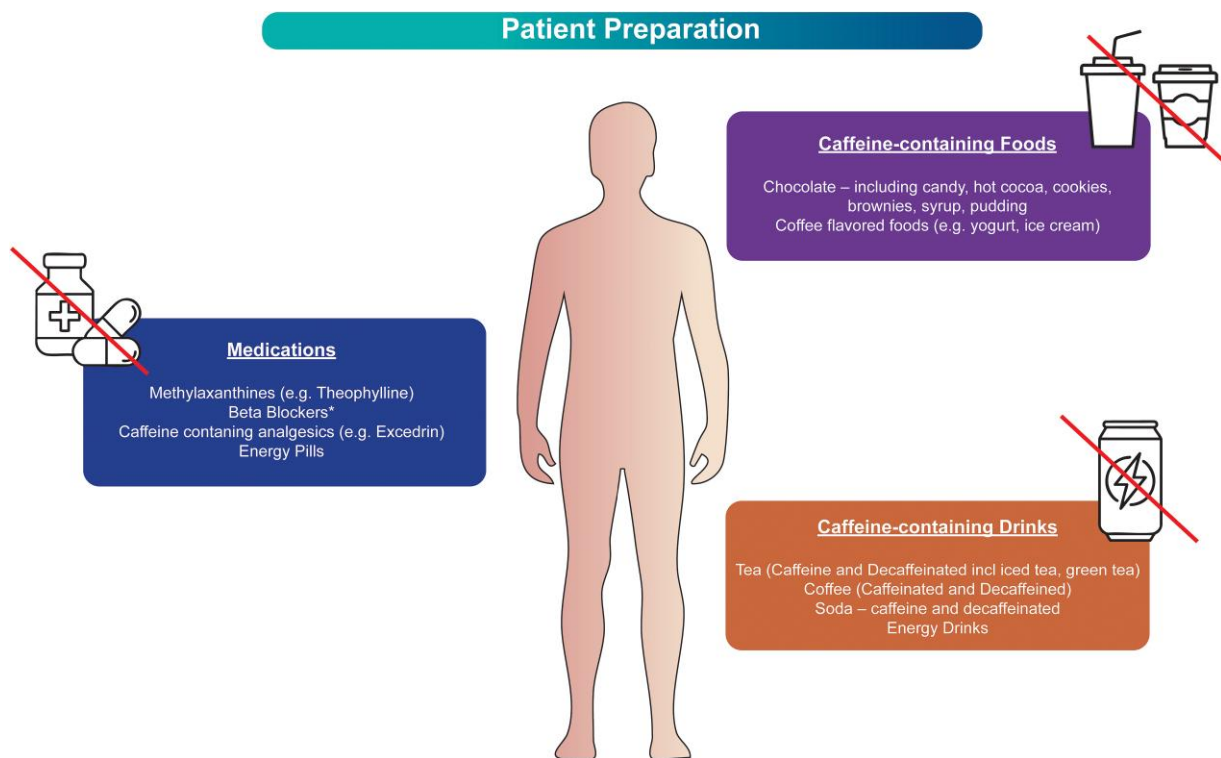 Patient Preparation
Caffeine-containing Foods
Chocolate – including candy, hot cocoa, cookies,
brownies, syrup, pudding
Coffee flavored foods (e.g. yogurt, ice cream)
Medications
Methylaxanthines (e.g. Theophylline)
Beta Blockers*
Caffeine contaning analgesics (e.g. Excedrin)
Energy Pills
Caffeine-containing Drinks
Tea (Caffeine and Decaffeinated incl iced tea, green tea)
Coffee (Caffeinated and Decaffeined)
Soda – caffeine and decaffeinated
Energy Drinks